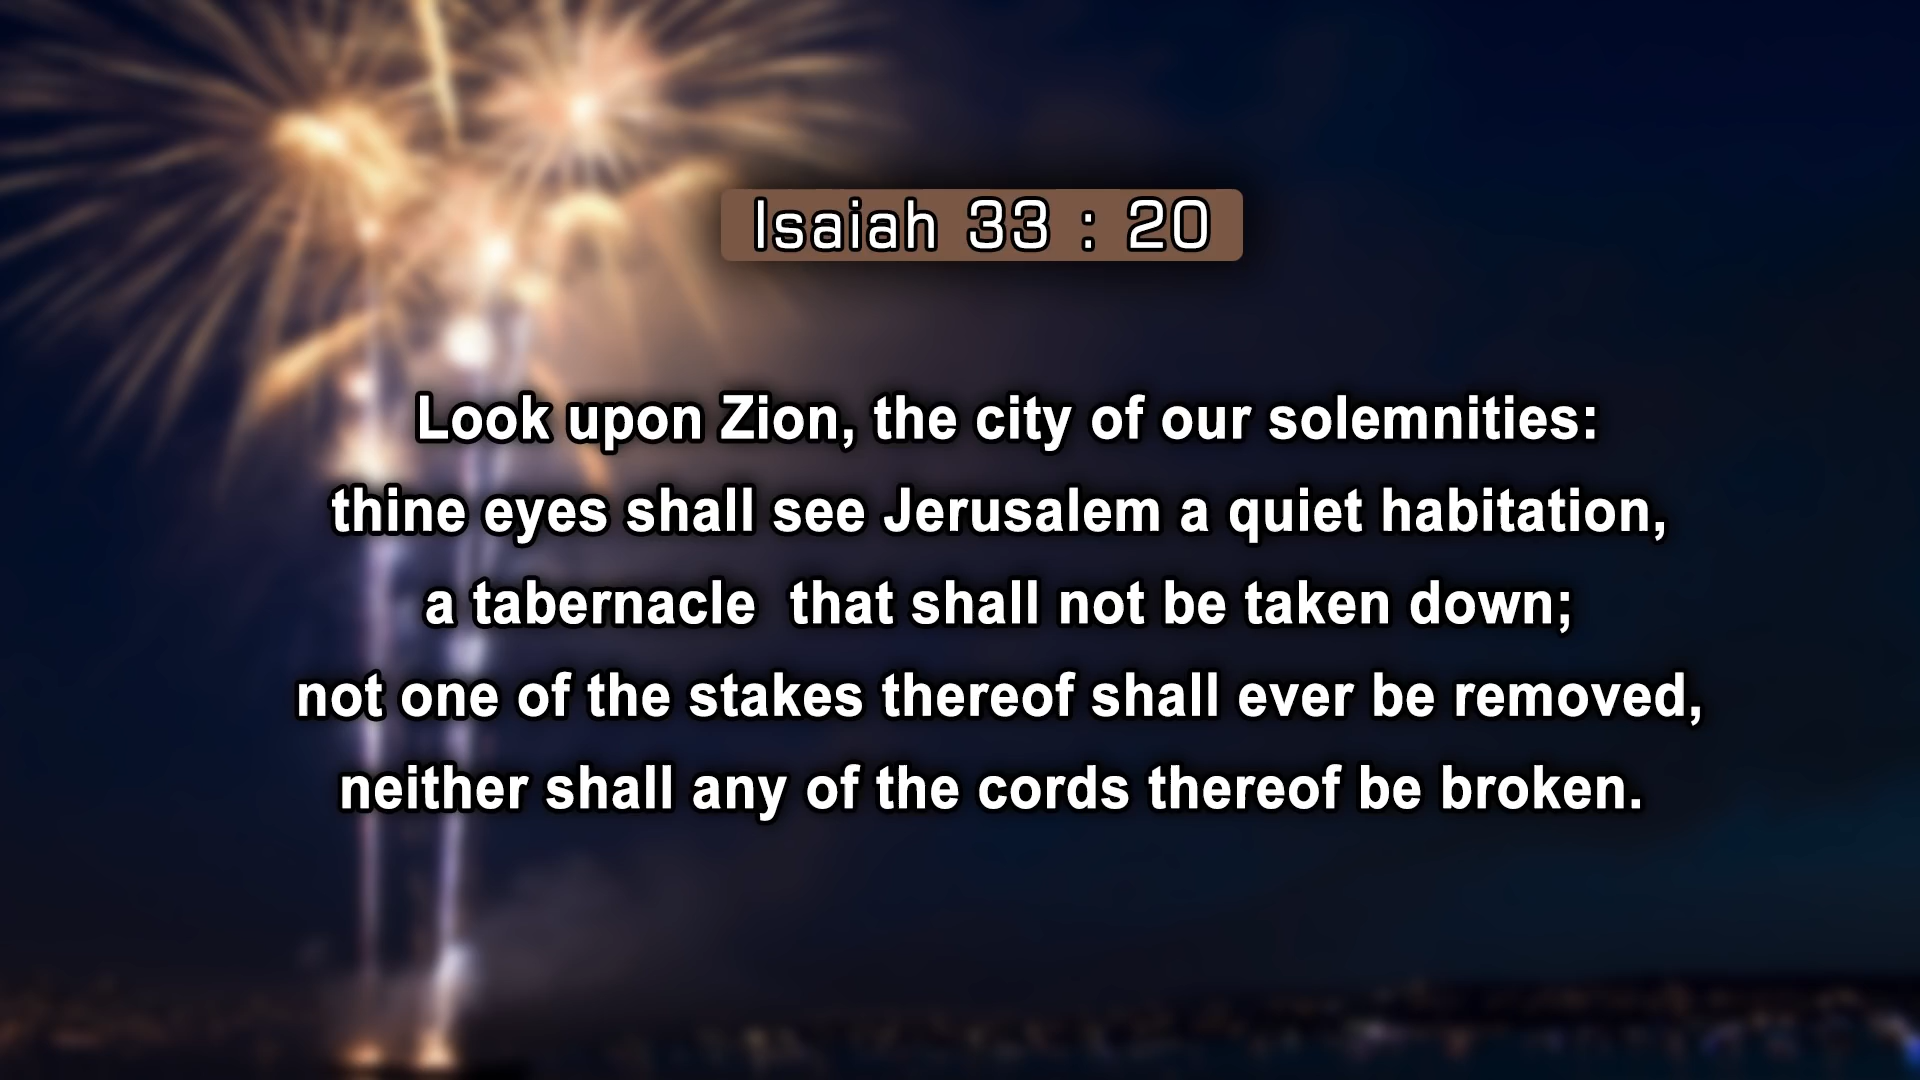 Isaiah 33 : 20
Look upon Zion, the city of our solemnities:
thine eyes shall see Jerusalem a quiet habitation,
a tabernacle  that shall not be taken down;
not one of the stakes thereof shall ever be removed,
neither shall any of the cords thereof be broken.